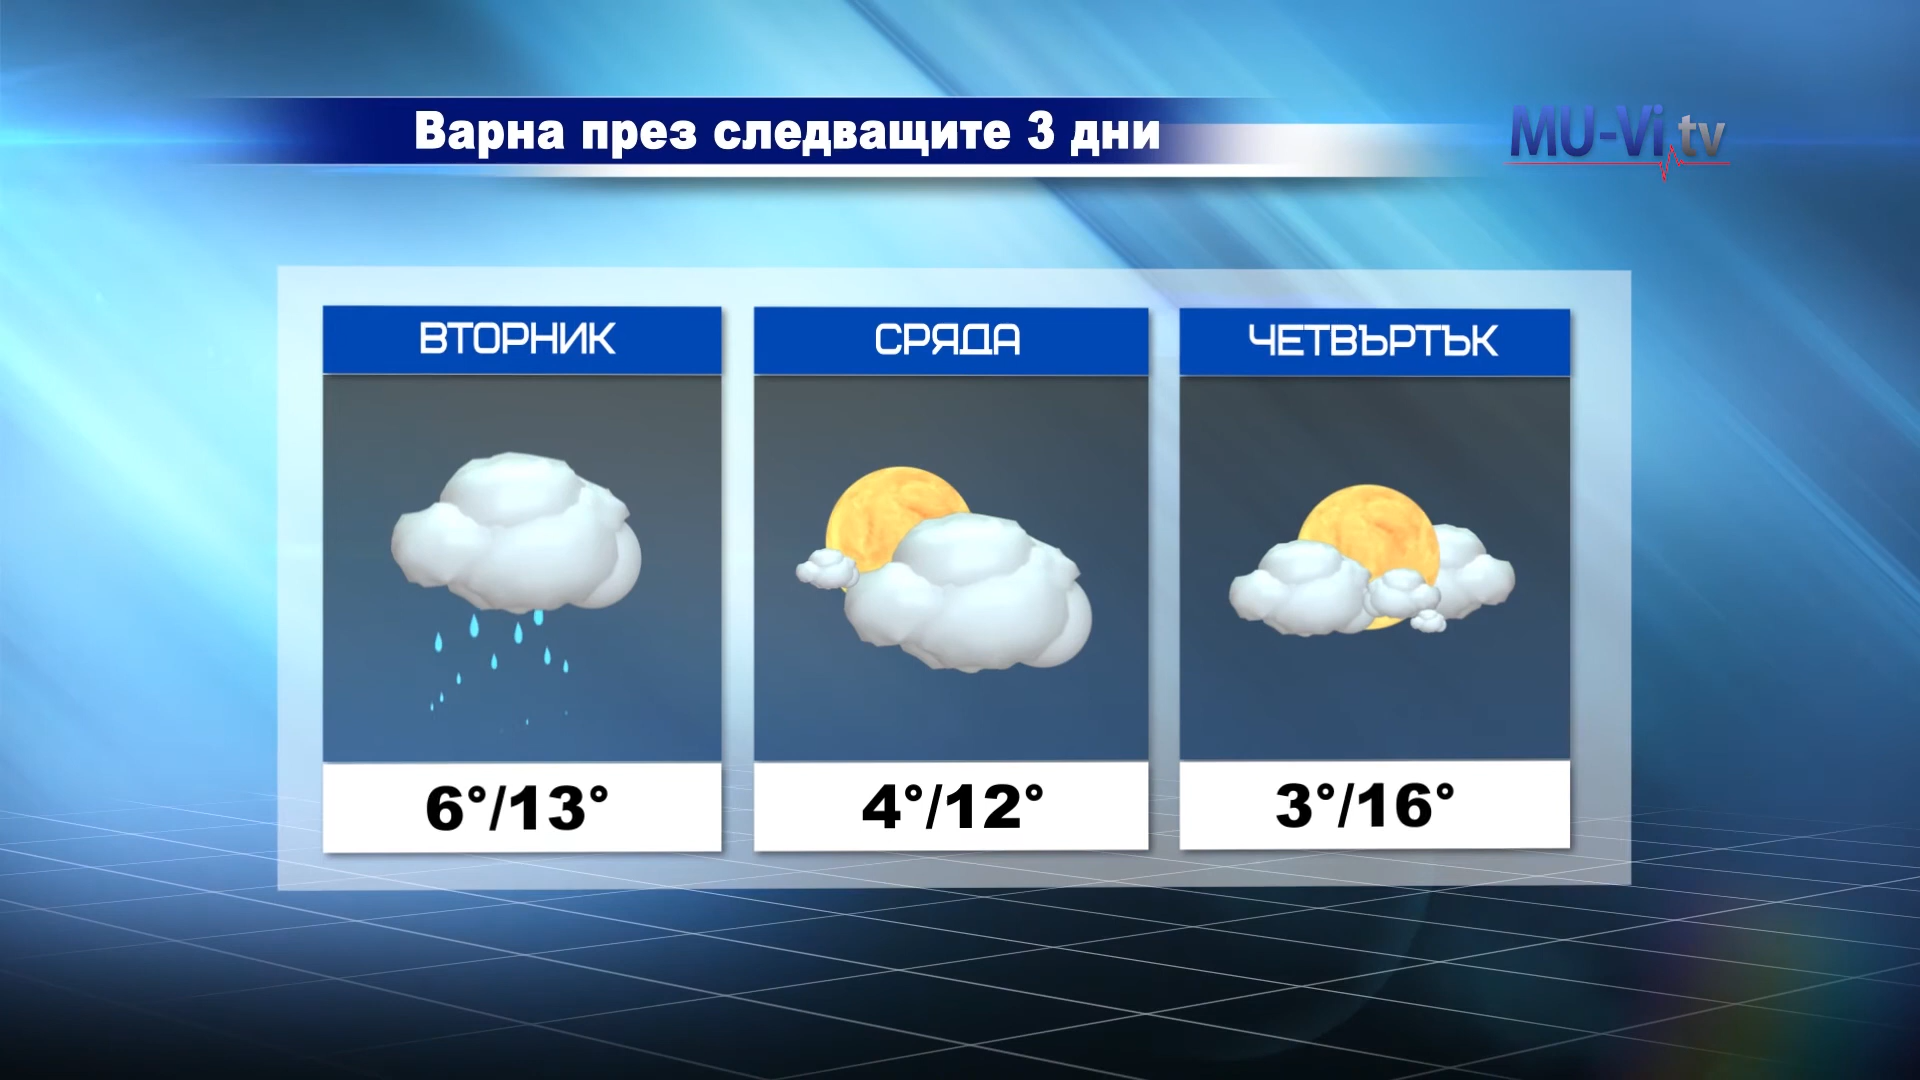 Варна през следващите 3 дни
MU-Vi.tv
ВТОРНИК
СРЯДА
ЧЕТВЪРТЪК
6°/13°
4°/12°
3°/16°